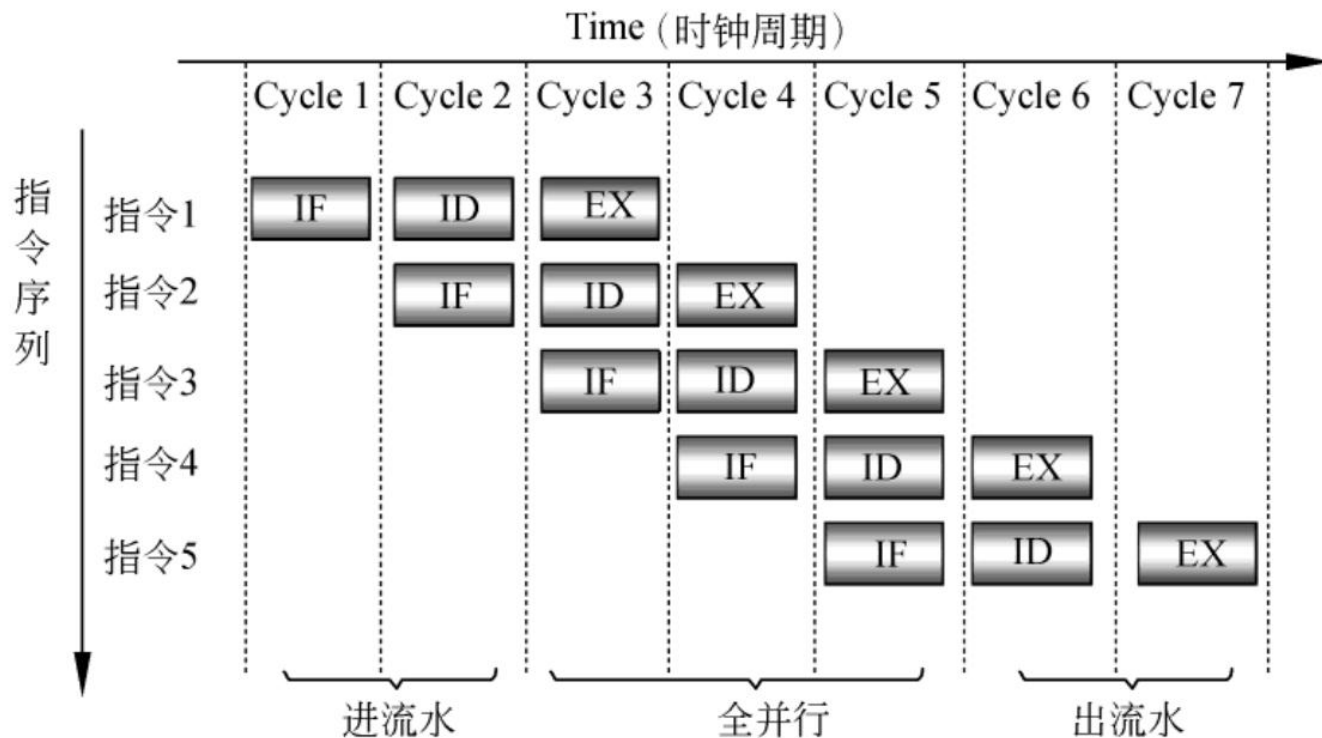 Time（时钟周期）
Cycle 1 Cycle 2 Cycle 3 Cycle 4 Cycle 5 Cycle 6 Cycle 7
指令序列
指令1 IF ID EX
指令2 IF ID EX
指令3 IF ID EX
指令4 IF ID EX
指令5 IF ID EX
进流水 全并行 出流水